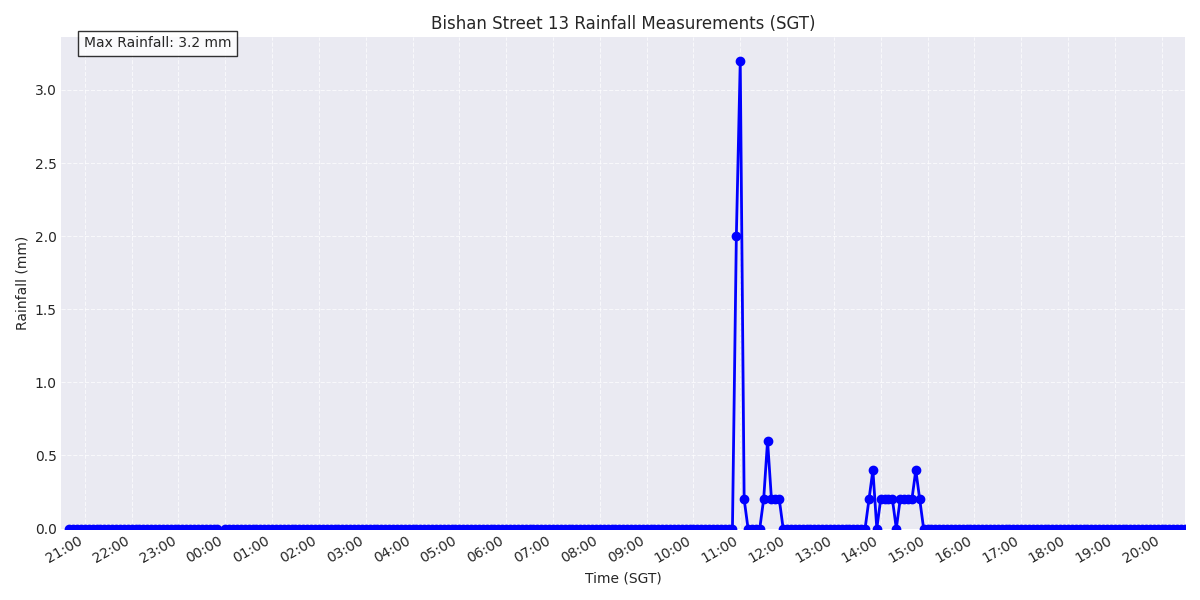 Bishan Street 13 Rainfall Measurements (SGT)
Max Rainfall: 3.2 mm
Rainfall (mm)
3.0
2.5
2.0
1.5
1.0
0.5
0.0
21:00 22:00 23:00 00:00 01:00 02:00 03:00 04:00 05:00 06:00 07:00 08:00 09:00 10:00 11:00 12:00 13:00 14:00 15:00 16:00 17:00 18:00 19:00 20:00
Time (SGT)